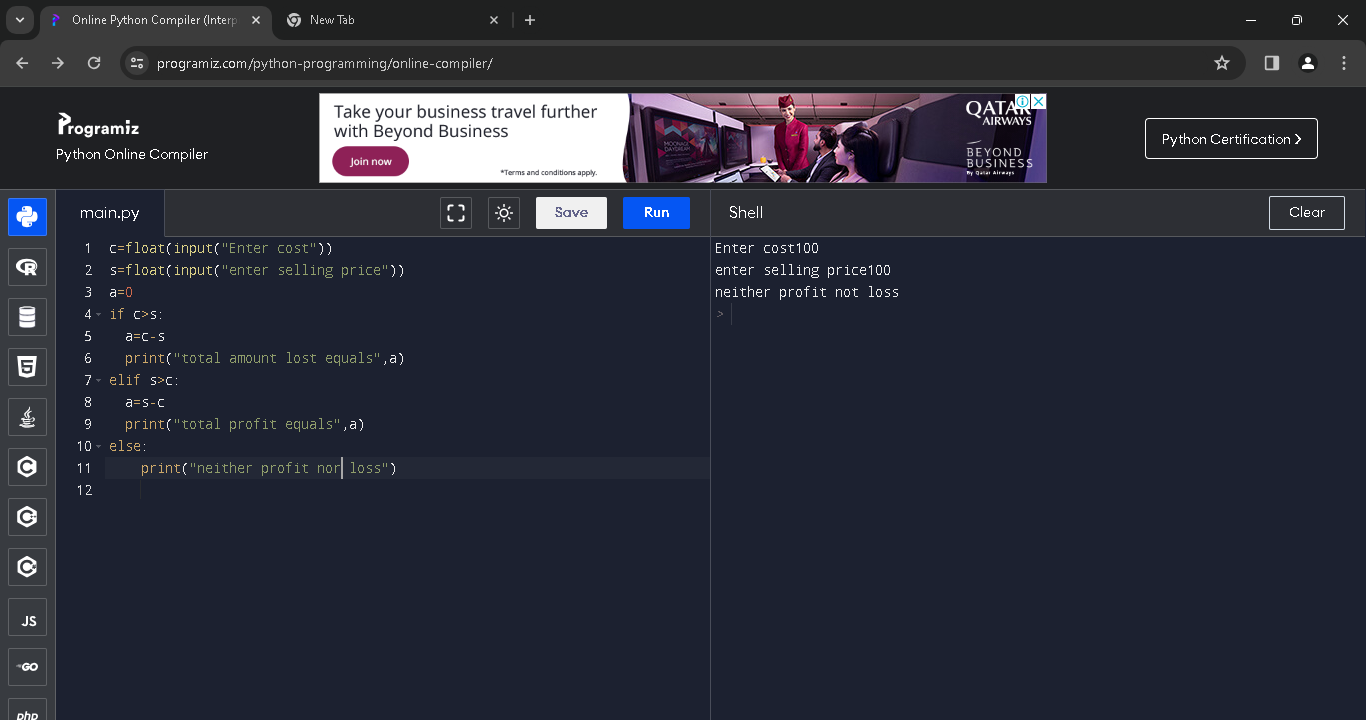 Online Python Compiler (Interp
New Tab
programiz.com/python-programming/online-compiler/
Programiz
Python Online Compiler
Take your business travel further
with Beyond Business
Join now
*Terms and conditions apply.
MOONAGE
DAYDREAM
QATAR
AIRWAYS
BEYOND
BUSINESS
By Qatar Airways
Python Certification >
main.py
Save
Run
Shell
Clear
1 c=float(input("Enter cost"))
2 s=float(input("enter selling price"))
3 a=0
4 if c>s:
5 a=c-s
6 print("total amount lost equals",a)
7 elif s>c:
8 a=s-c
9 print("total profit equals",a)
10 else:
11 print("neither profit nor loss")
12
Enter cost100
enter selling price100
neither profit not loss
>
R
5
C
C++
C#
JS
GO
php